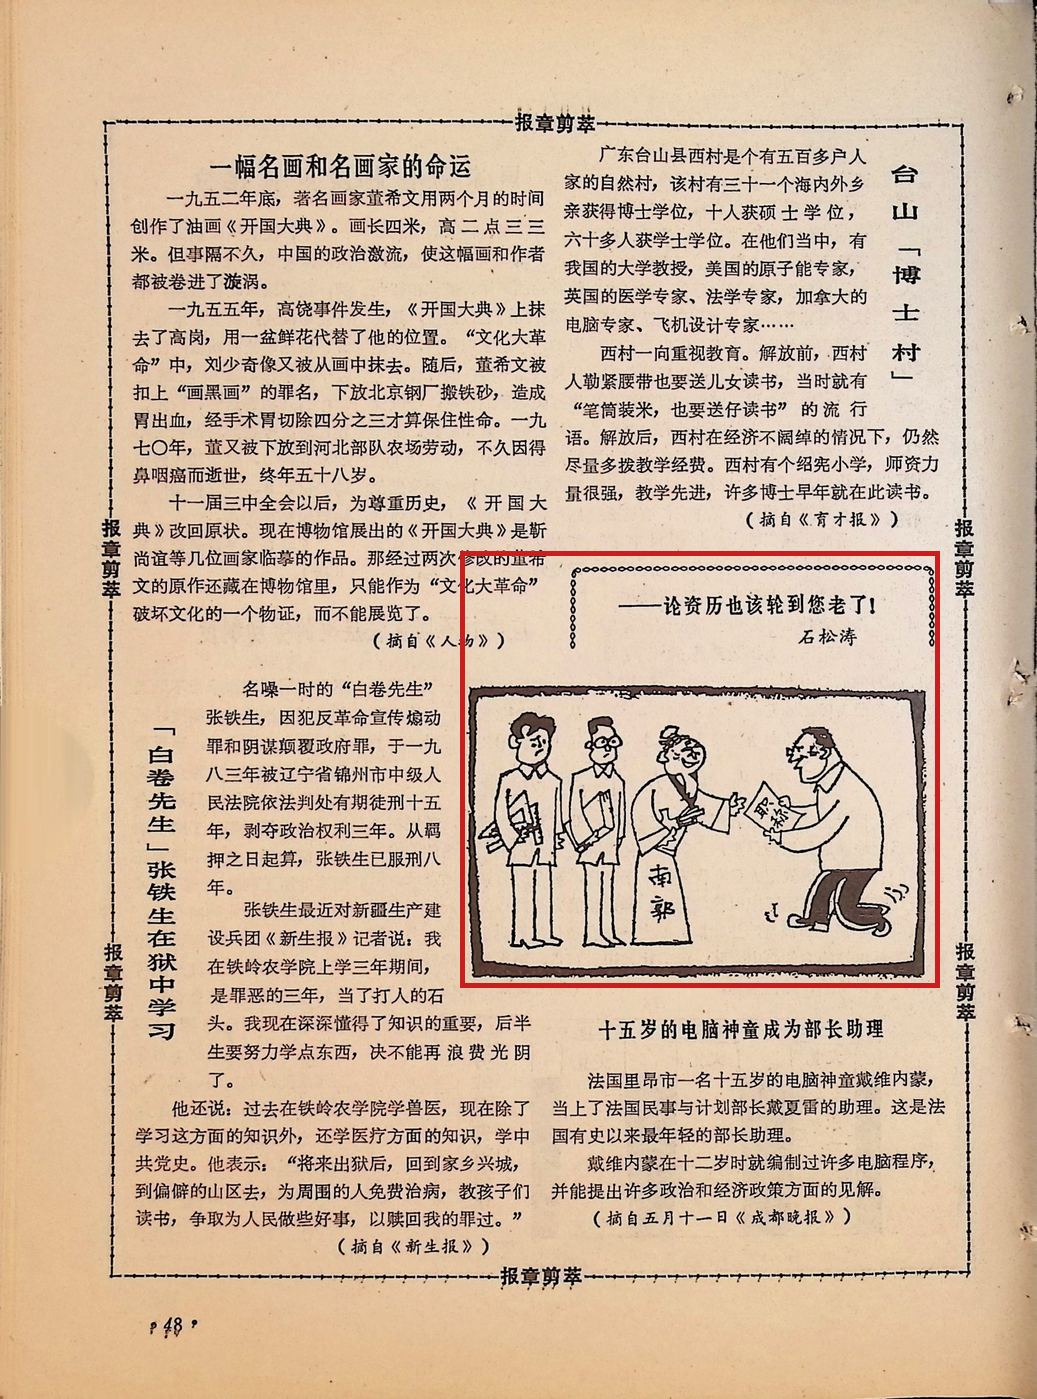 报章剪萃
一幅名画和名画家的命运
一九五二年底，著名画家董希文用两个月的时间
创作了油画《开国大典》。画长四米，高二点三三
米。但事隔不久，中国的政治激流，使这幅画和作者
都被卷进了漩涡。
一九五五年，高饶事件发生，《开国大典》上抹
去了高岗，用一盆鲜花代替了他的位置。“文化大革
命”中，刘少奇像又被从画中抹去。随后，董希文被
扣上“画黑画”的罪名，下放北京钢厂搬铁砂，造成
胃出血，经手术胃切除四分之三才算保住性命。一九
七〇年，董又被下放到河北部队农场劳动，不久因得
鼻咽癌而逝世，终年五十八岁。
十一届三中全会以后，为尊重历史，《开国大
典》改回原状。现在博物馆展出的《开国大典》是靳
尚谊等几位画家临摹的作品。那经过两次修改的董希
文的原作还藏在博物馆里，只能作为“文化大革命”
破坏文化的一个物证，而不能展览了。
（摘自《人物》）
台山「博士村」
广东台山县西村是个有五百多户人
家的自然村，该村有三十一个海内外乡
亲获得博士学位，十人获硕士学位，
六十多人获学士学位。在他们当中，有
我国的大学教授，美国的原子能专家，
英国的医学专家、法学专家，加拿大的
电脑专家、飞机设计专家……
西村一向重视教育。解放前，西村
人勒紧腰带也要送儿女读书，当时就有
“笔筒装米，也要送仔读书”的流行
语。解放后，西村在经济不阔绰的情况下，仍然
尽量多拨教学经费。西村有个绍宪小学，师资力
量很强，教学先进，许多博士早年就在此读书。
（摘自《育才报》）
报章剪萃
报章剪萃
——论资历也该轮到您老了！
石松涛
职称
南郭
「白卷先生」张铁生在狱中学习
名噪一时的“白卷先生”
张铁生，因犯反革命宣传煽动
罪和阴谋颠覆政府罪，于一九
八三年被辽宁省锦州市中级人
民法院依法判处有期徒刑十五
年，剥夺政治权利三年。从羁
押之日起算，张铁生已服刑八
年。
张铁生最近对新疆生产建
设兵团《新生报》记者说：我
在铁岭农学院上学三年期间，
是罪恶的三年，当了打人的石
头。我现在深深懂得了知识的重要，后半
生要努力学点东西，决不能再浪费光阴
了。
他还说：过去在铁岭农学院学兽医，现在除了
学习这方面的知识外，还学医疗方面的知识，学中
共党史。他表示：“将来出狱后，回到家乡兴城，
到偏僻的山区去，为周围的人免费治病，教孩子们
读书，争取为人民做些好事，以赎回我的罪过。”
（摘自《新生报》）
报章剪萃
报章剪萃
十五岁的电脑神童成为部长助理
法国里昂市一名十五岁的电脑神童戴维内蒙，
当上了法国民事与计划部长戴夏雷的助理。这是法
国有史以来最年轻的部长助理。
戴维内蒙在十二岁时就编制过许多电脑程序，
并能提出许多政治和经济政策方面的见解。
（摘自五月十一日《成都晚报》）
报章剪萃
48